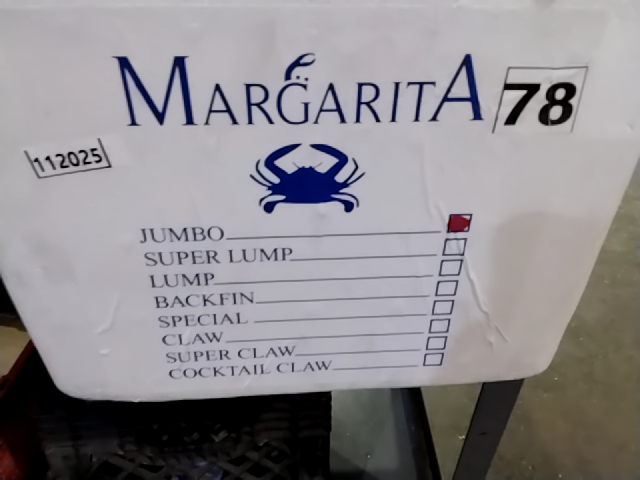 MARGARITA
78
112025
JUMBO
SUPER LUMP
LUMP
BACKFIN
SPECIAL
CLAW
SUPER CLAW
COCKTAIL CLAW